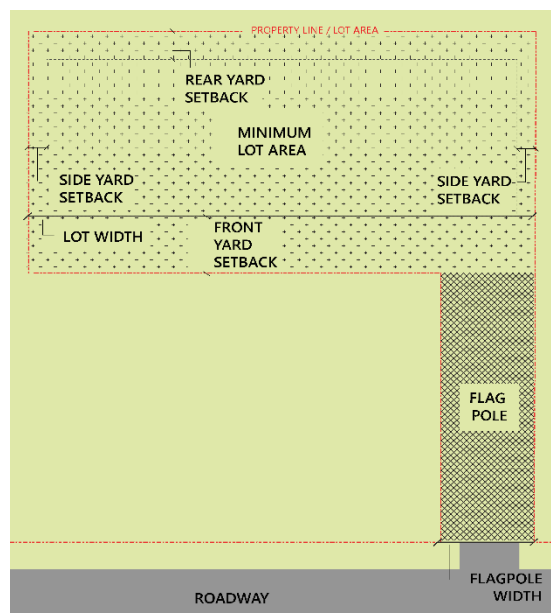 PROPERTY LINE / LOT AREA
REAR YARD
SETBACK
MINIMUM
LOT AREA
SIDE YARD
SETBACK
SIDE YARD
SETBACK
LOT WIDTH
FRONT
YARD
SETBACK
FLAG
POLE
FLAGPOLE
WIDTH
ROADWAY